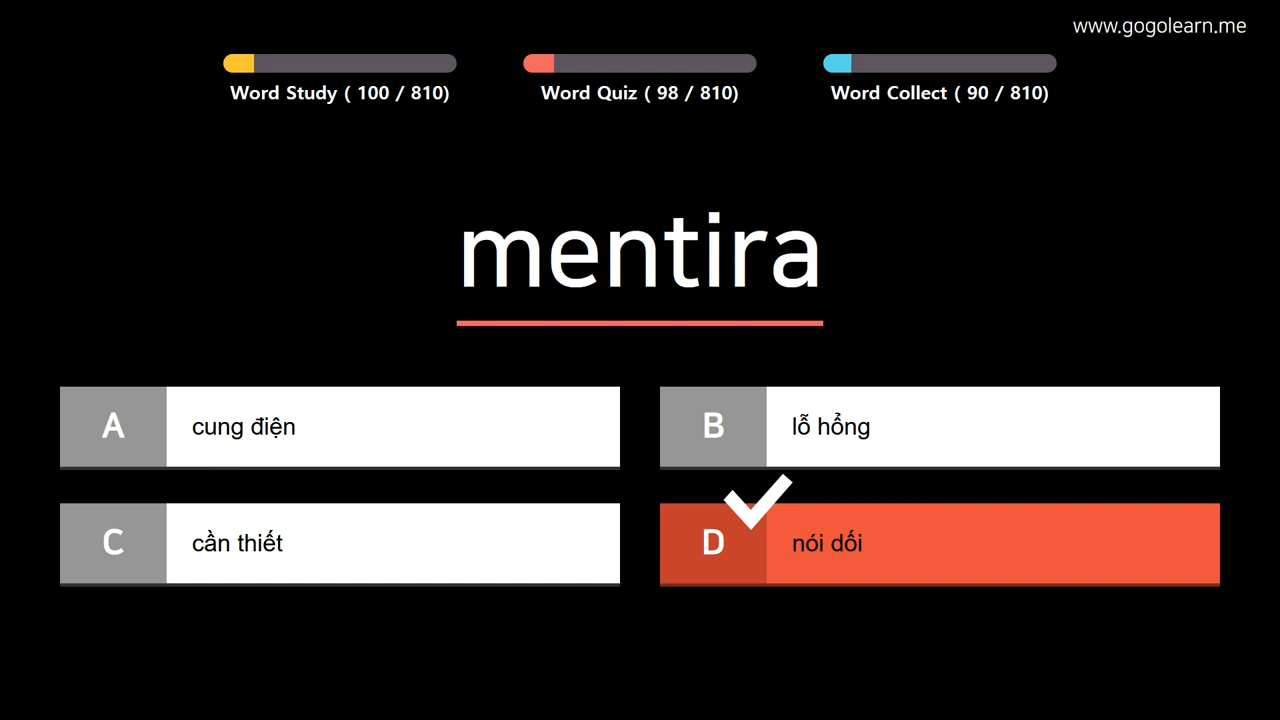 www.gogolearn.me
Word Study ( 100 / 810)
Word Quiz ( 98 / 810)
Word Collect ( 90 / 810)
mentira
A cung điện
B lỗ hổng
C cần thiết
D nói dối